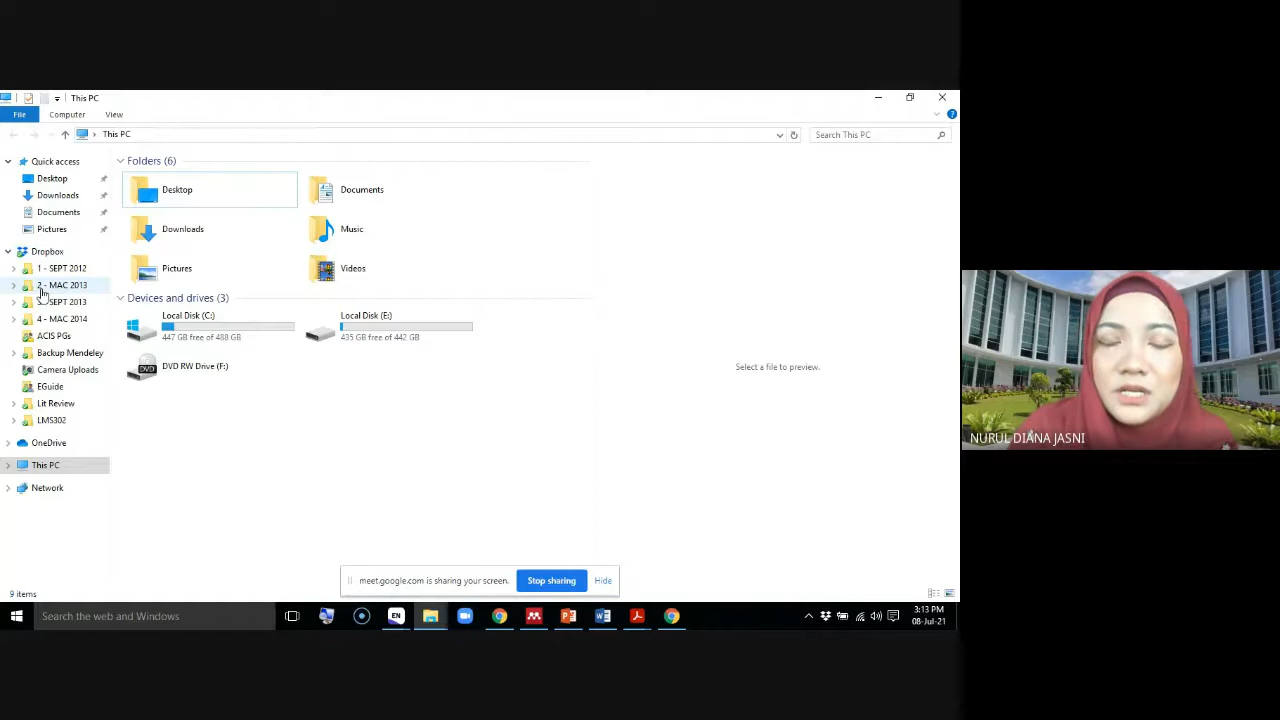 This PC
File
Computer
View
This PC
Search This PC
Quick access
Desktop
Downloads
Documents
Pictures
Dropbox
1 - SEPT 2012
2 - MAC 2013
3 - SEPT 2013
4 - MAC 2014
ACIS PGs
Backup Mendeley
Camera Uploads
EGuide
Lit Review
LMS302
OneDrive
This PC
Network
Folders (6)
Desktop
Documents
Downloads
Music
Pictures
Videos
Devices and drives (3)
Local Disk (C:)
447 GB free of 488 GB
Local Disk (E:)
435 GB free of 442 GB
DVD RW Drive (F:)
DVD
Select a file to preview.
NURUL DIANA JASNI
meet.google.com is sharing your screen.
Stop sharing
Hide
9 items
Search the web and Windows
EN
3:13 PM
08-Jul-21